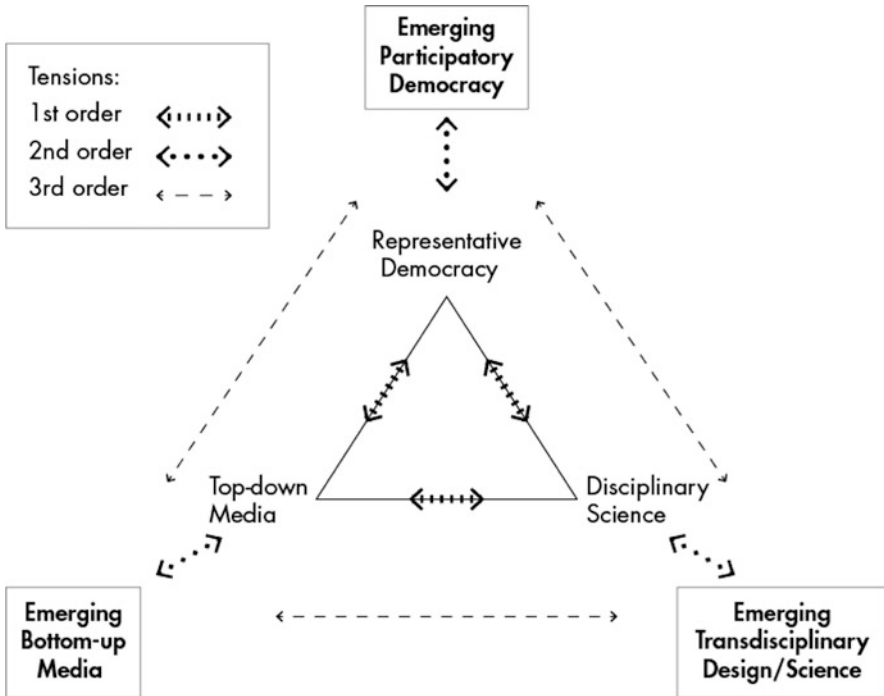 Emerging
Participatory
Democracy
Tensions:
1st order
2nd order
3rd order
Representative
Democracy
Top-down
Media
Disciplinary
Science
Emerging
Bottom-up
Media
Emerging
Transdisciplinary
Design/Science